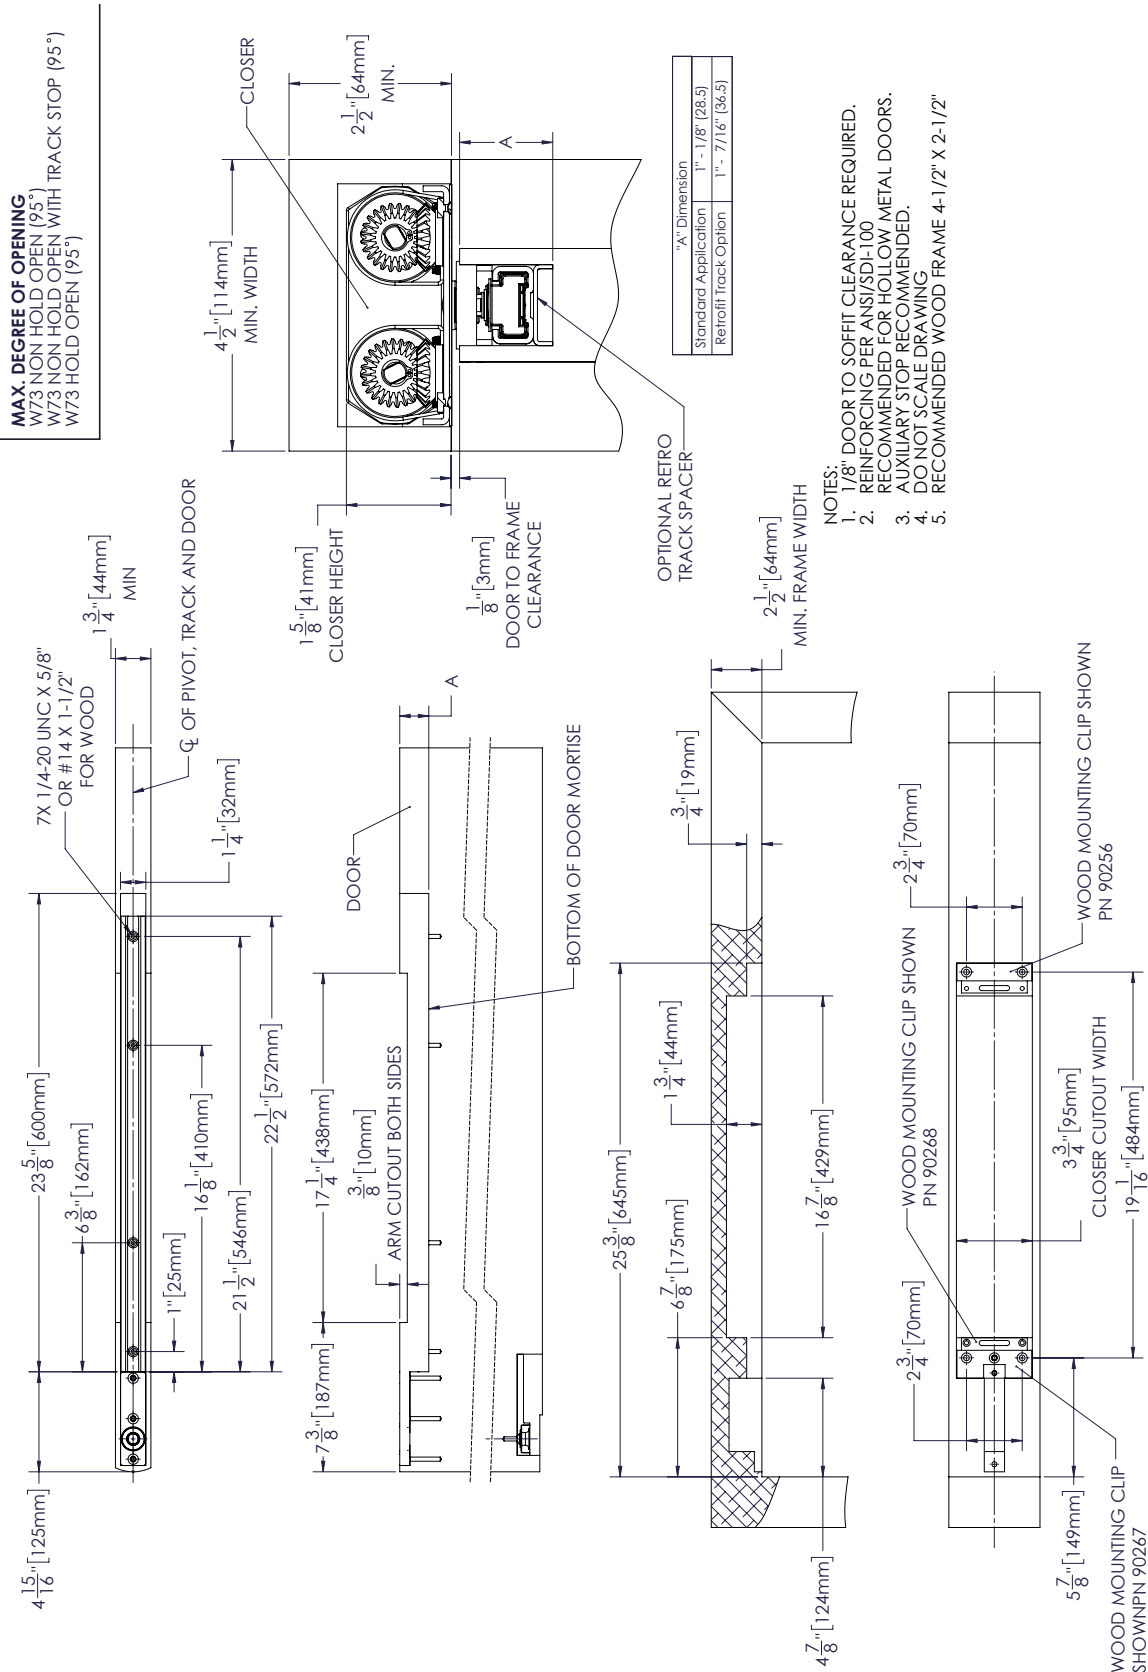 MAX. DEGREE OF OPENING
W73 NON HOLD OPEN (95°)
W73 NON HOLD OPEN WITH TRACK STOP (95°)
W73 HOLD OPEN (95°)
7X 1/4-20 UNC X 5/8"
OR #14 X 1-1/2"
FOR WOOD
1 3/4"[44mm]
MIN
℄ OF PIVOT, TRACK AND DOOR
1 1/4"[32mm]
23 5/8"[600mm]
4 15/16"[125mm]
6 3/8"[162mm]
1"[25mm]
16 1/8"[410mm]
21 1/2"[546mm]
22 1/2"[572mm]
CLOSER
4 1/2"[114mm]
MIN. WIDTH
2 1/2"[64mm]
MIN.
A
1 5/8"[41mm]
CLOSER HEIGHT
1/8"[3mm]
DOOR TO FRAME
CLEARANCE
OPTIONAL RETRO
TRACK SPACER
"A" Dimension
Standard Application 1" - 1/8" (28.5)
Retrofit Track Option 1" - 7/16" (36.5)
DOOR
A
17 1/4"[438mm]
7 3/8"[187mm]
3/8"[10mm]
ARM CUTOUT BOTH SIDES
BOTTOM OF DOOR MORTISE
25 3/8"[645mm]
6 7/8"[175mm]
1 3/4"[44mm]
3/4"[19mm]
2 1/2"[64mm]
MIN. FRAME WIDTH
16 7/8"[429mm]
4 7/8"[124mm]
WOOD MOUNTING CLIP SHOWN
PN 90268
2 3/4"[70mm]
2 3/4"[70mm]
WOOD MOUNTING CLIP SHOWN
PN 90256
3 3/4"[95mm]
CLOSER CUTOUT WIDTH
19 1/16"[484mm]
5 7/8"[149mm]
WOOD MOUNTING CLIP
SHOWNPN 90267
NOTES:
1. 1/8" DOOR TO SOFFIT CLEARANCE REQUIRED.
2. REINFORCING PER ANSI/SDI-100
RECOMMENDED FOR HOLLOW METAL DOORS.
3. AUXILIARY STOP RECOMMENDED.
4. DO NOT SCALE DRAWING
5. RECOMMENDED WOOD FRAME 4-1/2" X 2-1/2"